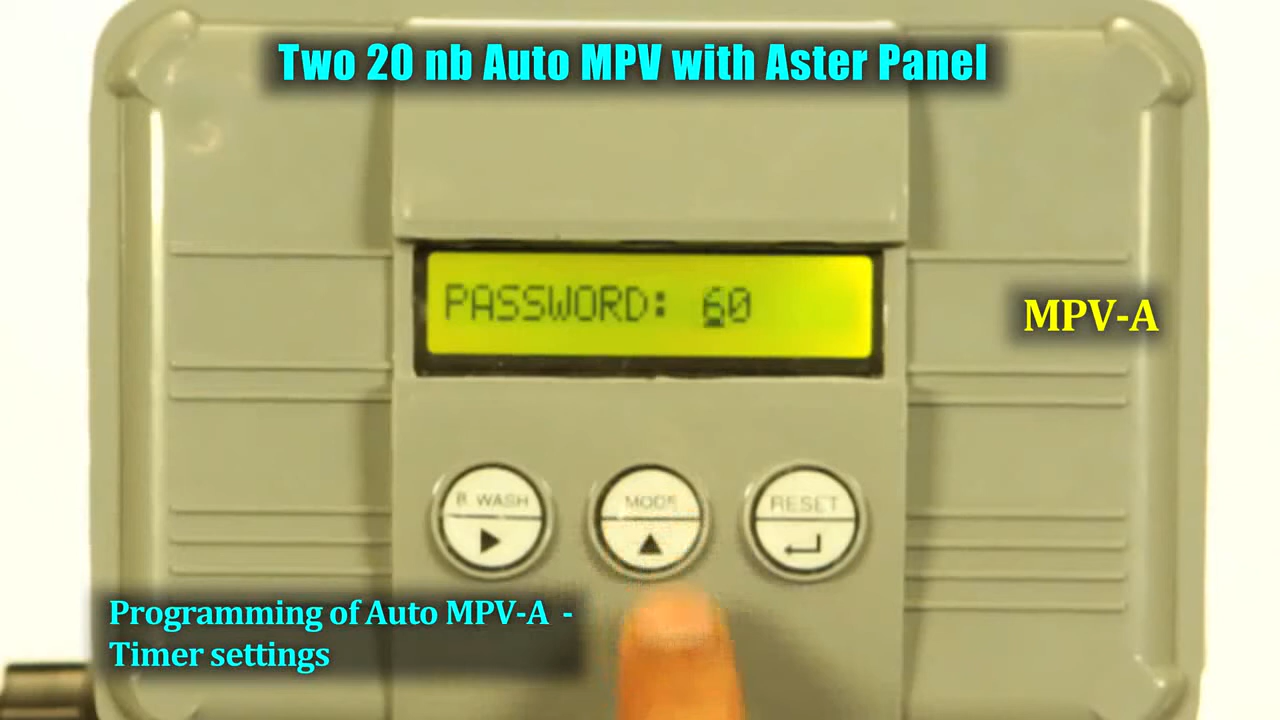 Two 20 nb Auto MPV with Aster Panel
PASSWORD: 60
MPV-A
B. WASH
MODE
RESET
Programming of Auto MPV-A -
Timer settings